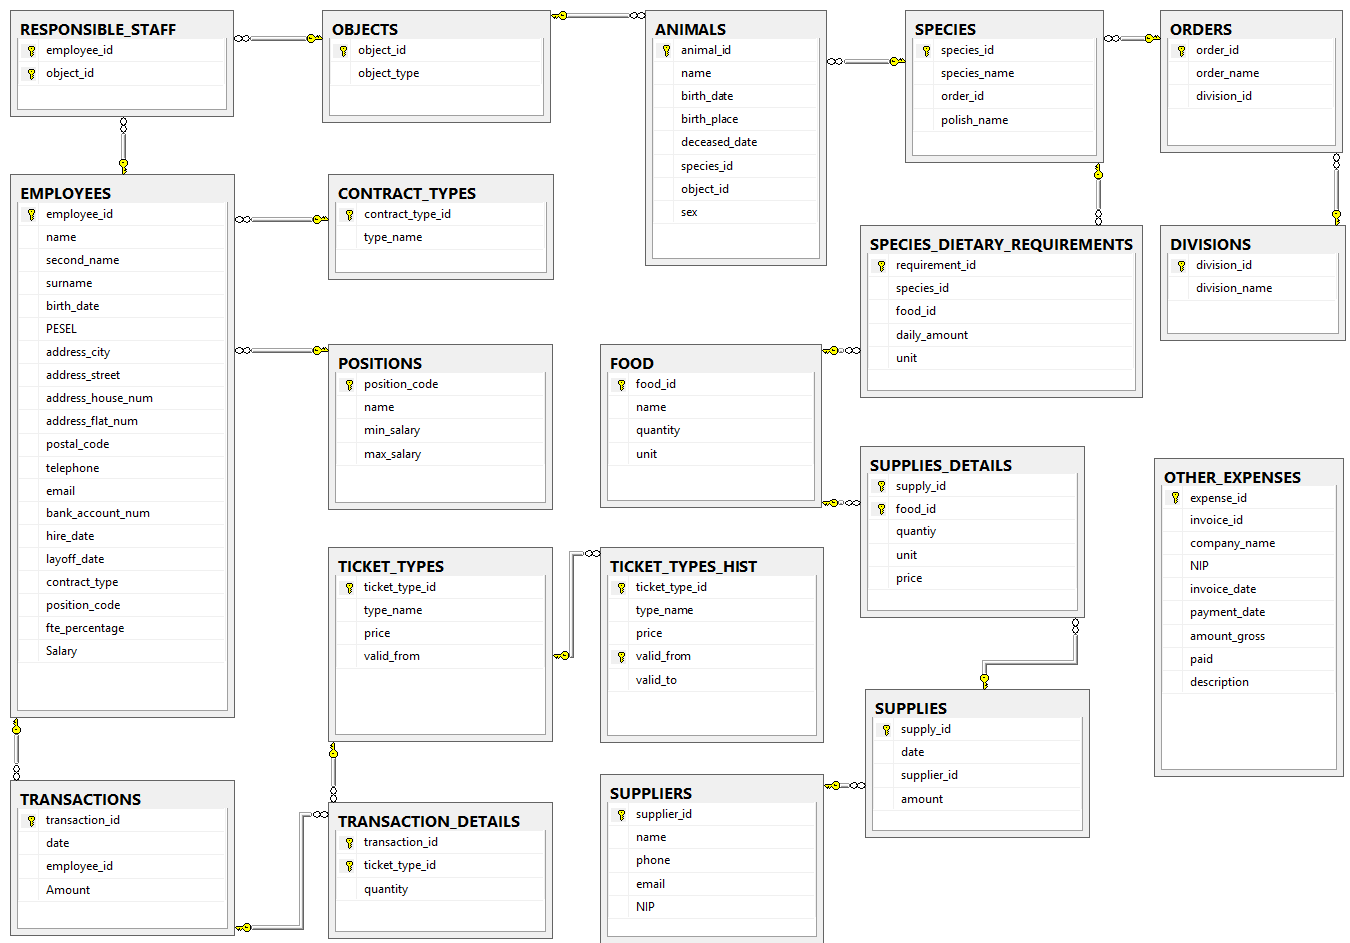 RESPONSIBLE_STAFF
employee_id
object_id
OBJECTS
object_id
object_type
ANIMALS
animal_id
name
birth_date
birth_place
deceased_date
species_id
object_id
sex
SPECIES
species_id
species_name
order_id
polish_name
ORDERS
order_id
order_name
division_id
EMPLOYEES
employee_id
name
second_name
surname
birth_date
PESEL
address_city
address_street
address_house_num
address_flat_num
postal_code
telephone
email
bank_account_num
hire_date
layoff_date
contract_type
position_code
fte_percentage
Salary
CONTRACT_TYPES
contract_type_id
type_name
SPECIES_DIETARY_REQUIREMENTS
requirement_id
species_id
food_id
daily_amount
unit
DIVISIONS
division_id
division_name
POSITIONS
position_code
name
min_salary
max_salary
FOOD
food_id
name
quantity
unit
SUPPLIES_DETAILS
supply_id
food_id
quantiy
unit
price
OTHER_EXPENSES
expense_id
invoice_id
company_name
NIP
invoice_date
payment_date
amount_gross
paid
description
TICKET_TYPES
ticket_type_id
type_name
price
valid_from
TICKET_TYPES_HIST
ticket_type_id
type_name
price
valid_from
valid_to
SUPPLIES
supply_id
date
supplier_id
amount
TRANSACTIONS
transaction_id
date
employee_id
Amount
TRANSACTION_DETAILS
transaction_id
ticket_type_id
quantity
SUPPLIERS
supplier_id
name
phone
email
NIP